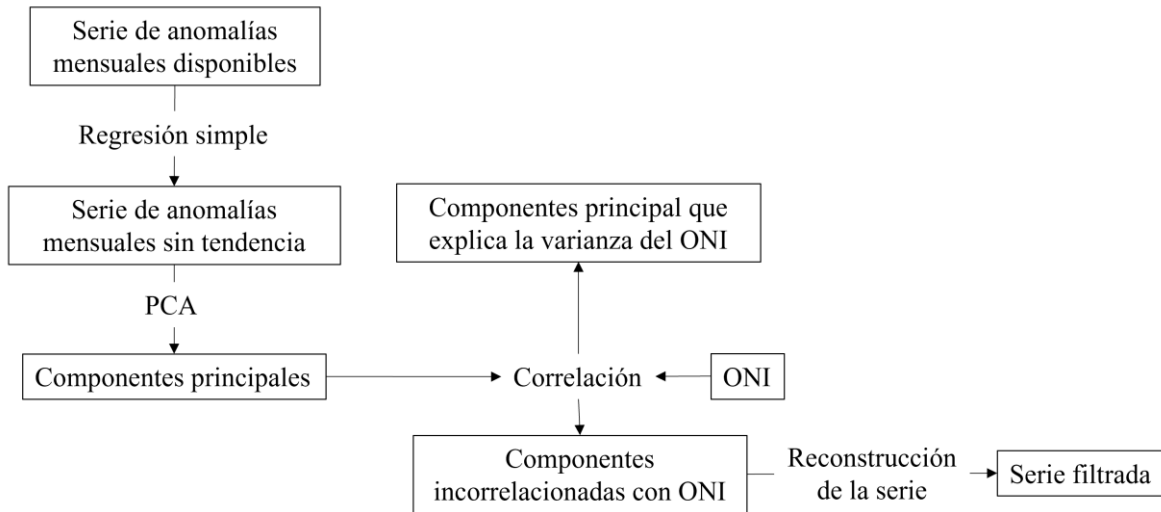 Serie de anomalías
mensuales disponibles
Regresión simple
Serie de anomalías
mensuales sin tendencia
Componentes principal que
explica la varianza del ONI
PCA
Componentes principales
Correlación
ONI
Componentes
incorrelacionadas con ONI
Reconstrucción
de la serie
Serie filtrada